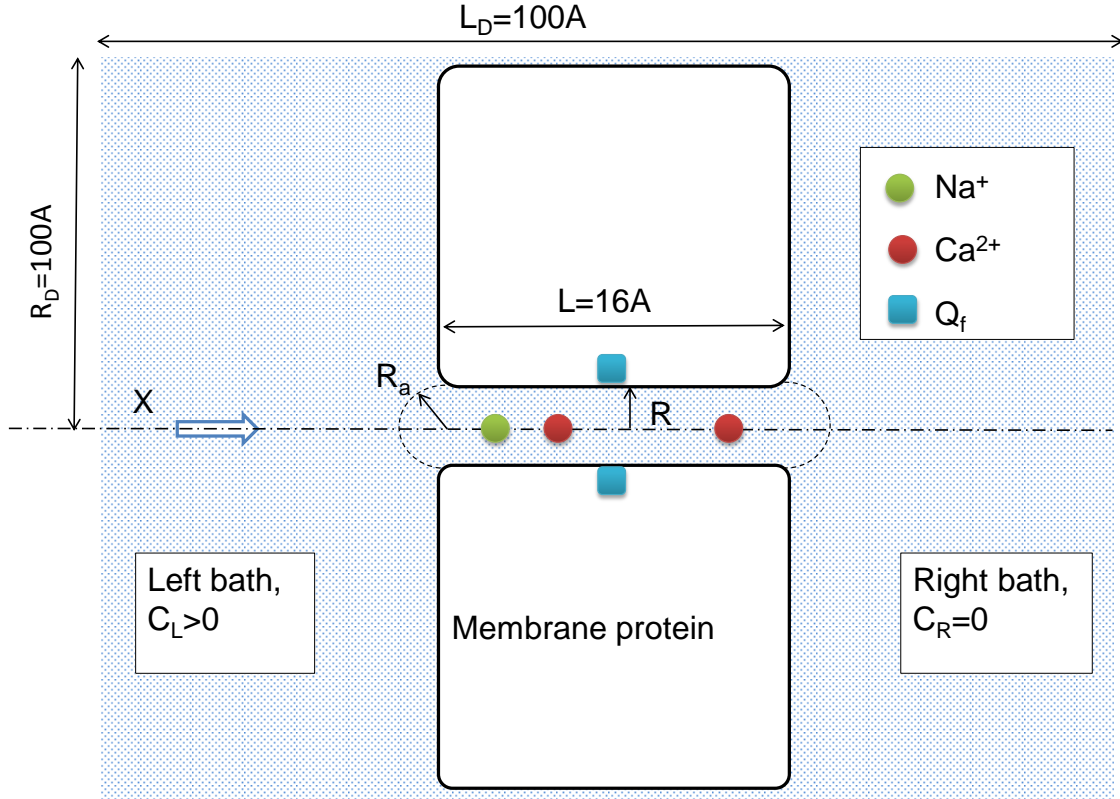 L_D=100A
R_D=100A
Na⁺
Ca²⁺
Q_f
L=16A
R_a
X
R
Left bath,
C_L>0
Membrane protein
Right bath,
C_R=0